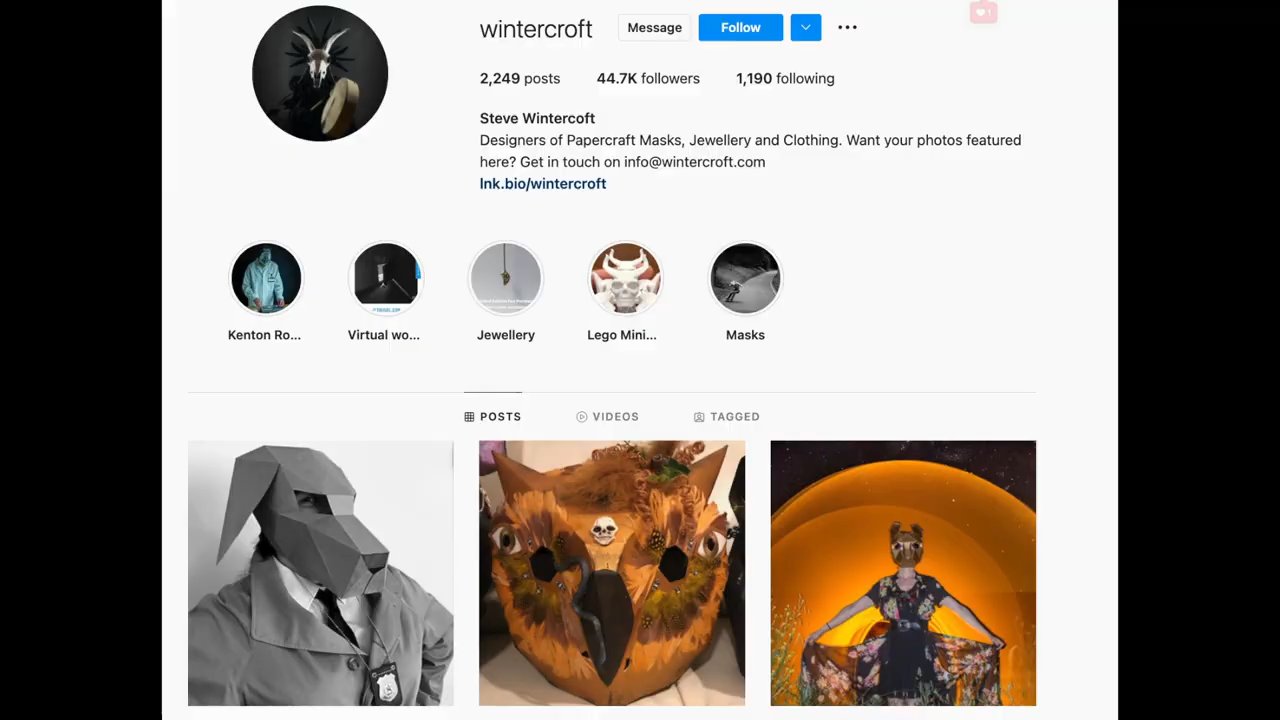 wintercroft Message Follow
1
2,249 posts 44.7K followers 1,190 following
Steve Wintercoft
Designers of Papercraft Masks, Jewellery and Clothing. Want your photos featured
here? Get in touch on info@wintercroft.com
lnk.bio/wintercroft
Kenton Ro... Virtual wo... Jewellery Lego Mini... Masks
POSTS VIDEOS TAGGED